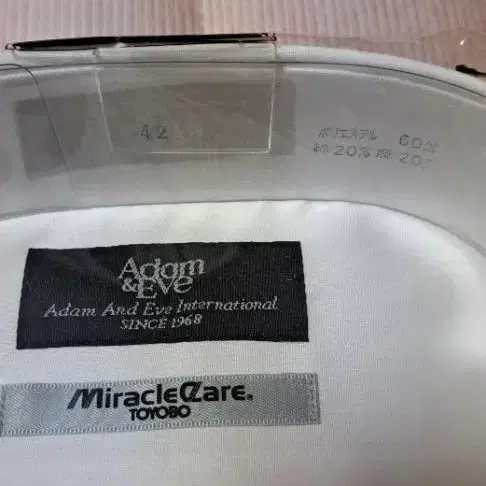 42
ポリエステル 60%
綿 20% 麻 20%
Adam
&Eve
Adam And Eve International
SINCE 1968
MiracleCare®
TOYOBO